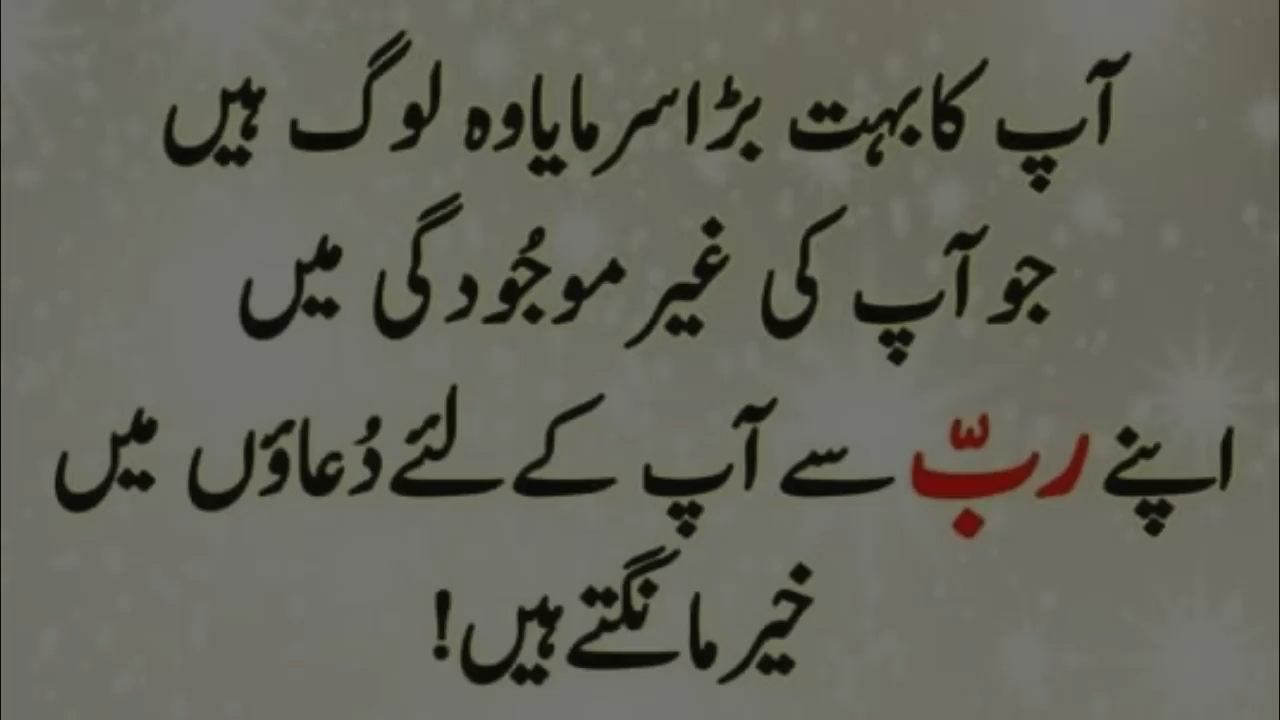 آپ کا بہت بڑا سرمایا وہ لوگ ہیں
جو آپ کی غیر موجُودگی میں
اپنے ربّ سے آپ کے لئے دُعاؤں میں
خیر مانگتے ہیں!